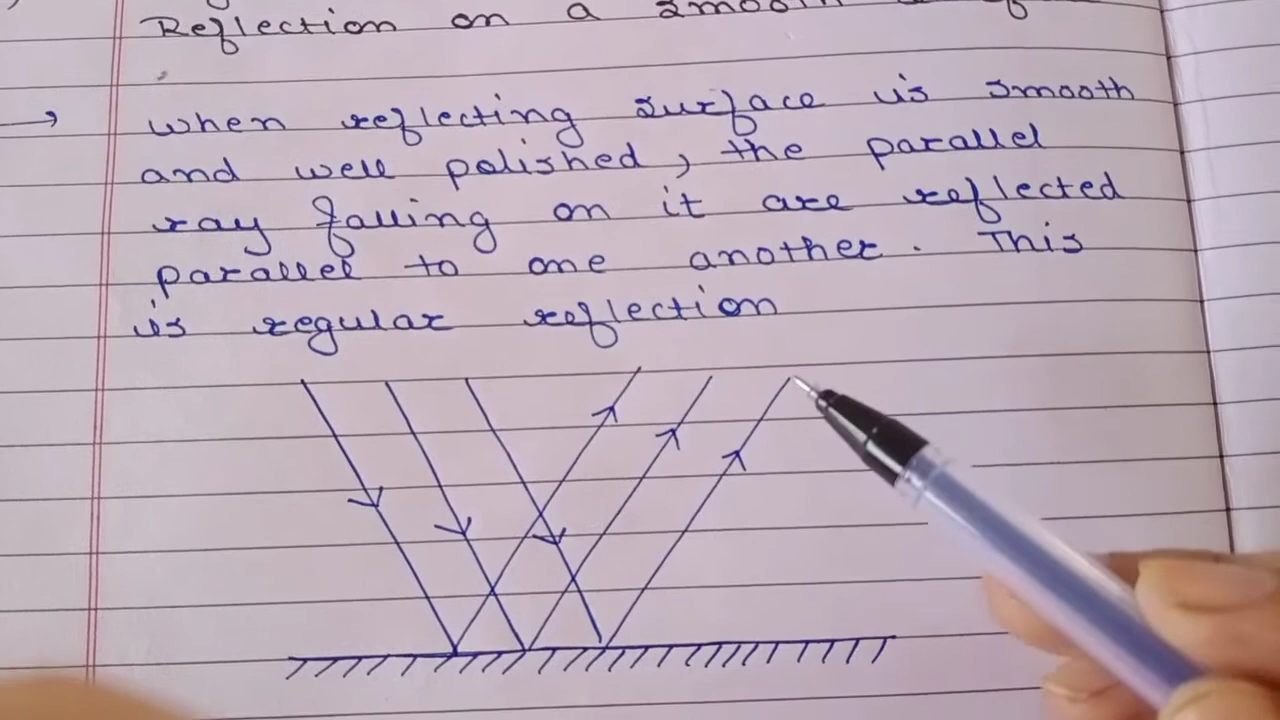 Reflection on a smooth
→ when reflecting surface is smooth
and well polished, the parallel
ray falling on it are reflected
parallel to one another. This
is regular reflection